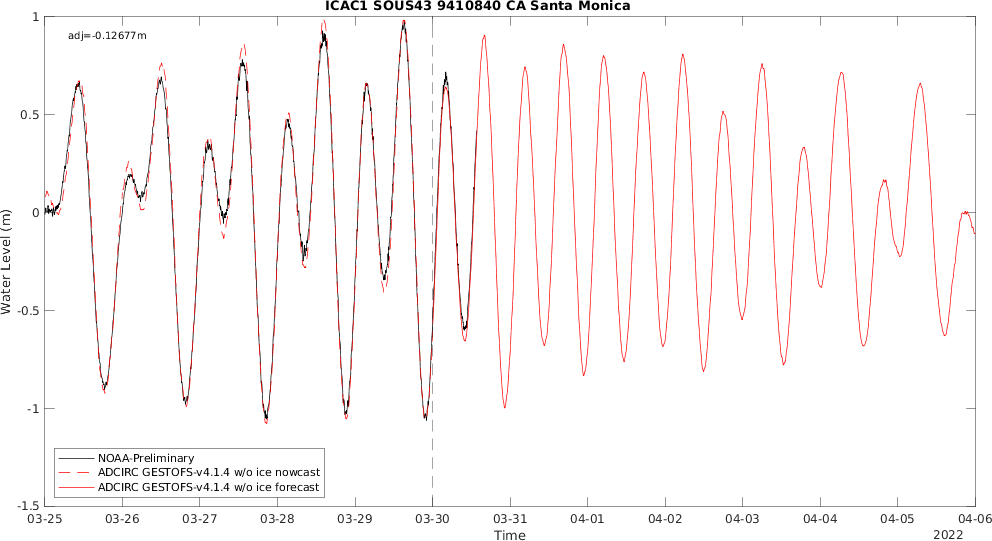 ICAC1 SOUS43 9410840 CA Santa Monica
adj=-0.12677m
1
0.5
0
-0.5
-1
-1.5
Water Level (m)
NOAA-Preliminary
ADCIRC GESTOFS-v4.1.4 w/o ice nowcast
ADCIRC GESTOFS-v4.1.4 w/o ice forecast
03-25 03-26 03-27 03-28 03-29 03-30 03-31 04-01 04-02 04-03 04-04 04-05 04-06
Time
2022